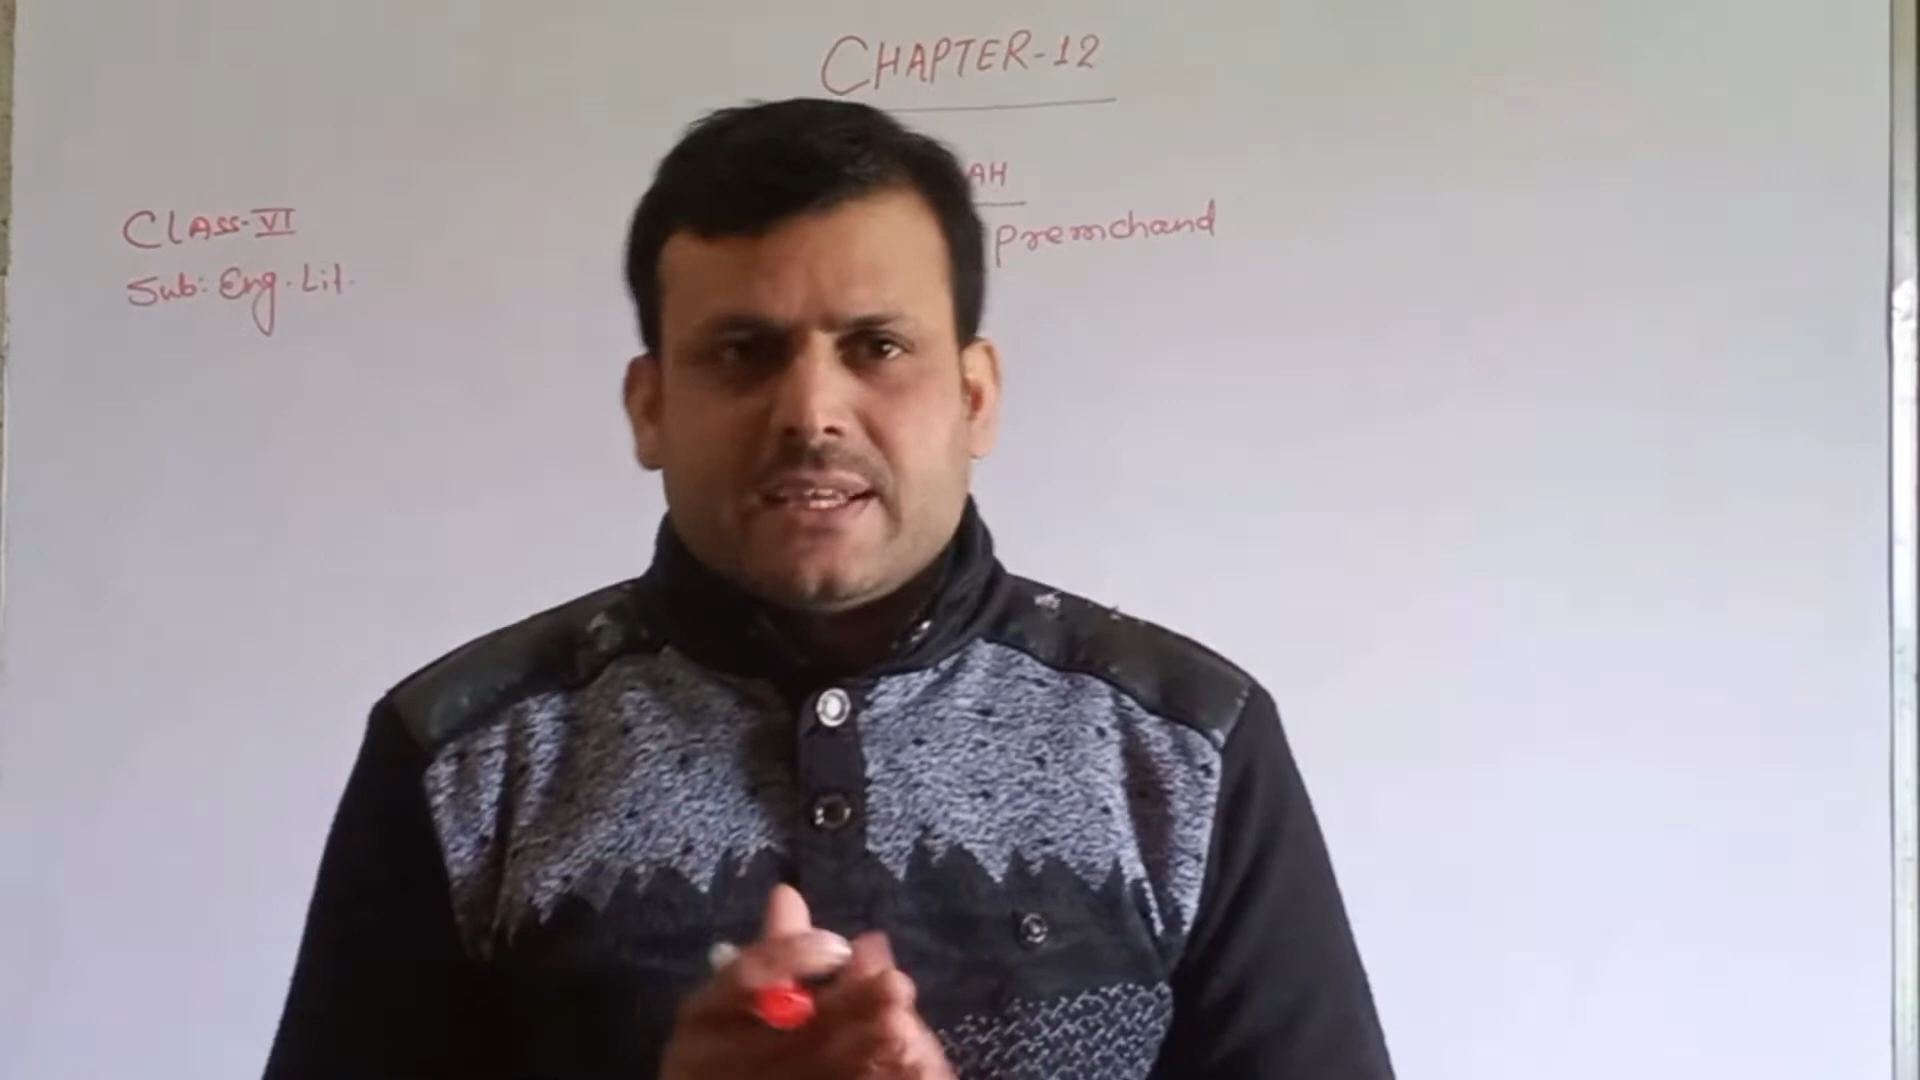 CHAPTER-12
AH
Premchand
Class-VI
Sub: Eng. Lit.